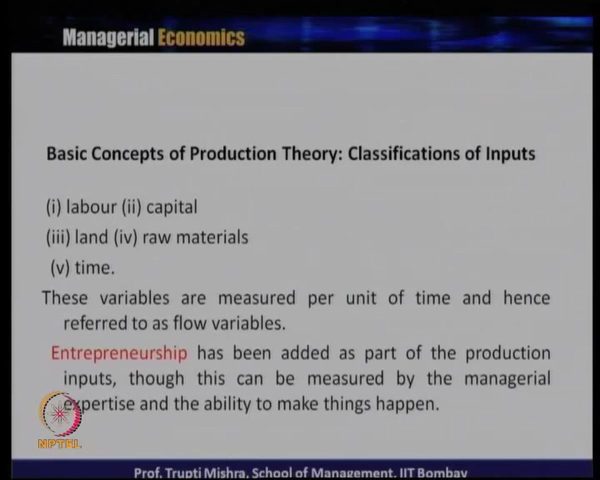 Managerial Economics
Basic Concepts of Production Theory: Classifications of Inputs
(i) labour (ii) capital
(iii) land (iv) raw materials
(v) time.
These variables are measured per unit of time and hence
referred to as flow variables.
Entrepreneurship has been added as part of the production
inputs, though this can be measured by the managerial
expertise and the ability to make things happen.
NPTEL
Prof. Trupti Mishra, School of Management, IIT Bombay